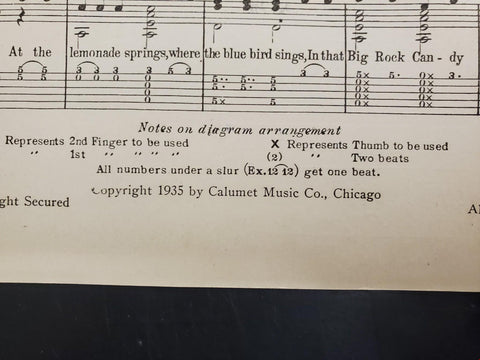 At the lemonade springs, where the blue bird sings, In that Big Rock Can - dy
Notes on diagram arrangement
Represents 2nd Finger to be used
X Represents Thumb to be used
" 1st " " " "
(2) " Two beats
All numbers under a slur (Ex. 12 12) get one beat.
Copyright 1935 by Calumet Music Co., Chicago
ght Secured